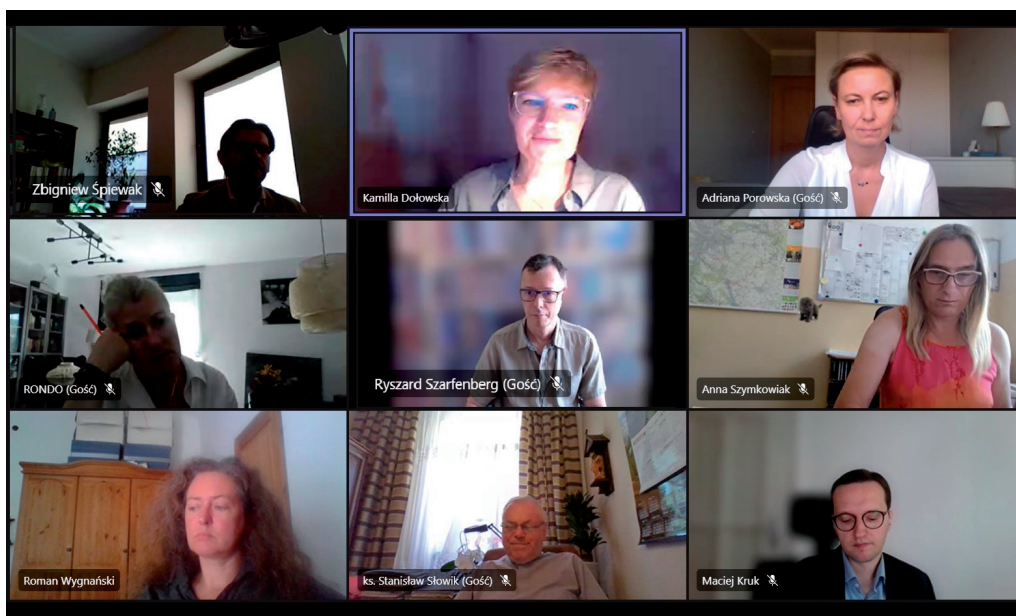 Zbigniew Śpiewak
Kamilla Dołowska
Adriana Porowska (Gość)
RONDO (Gość)
Ryszard Szarfenberg (Gość)
Anna Szymkowiak
Roman Wygnański
ks. Stanisław Słowik (Gość)
Maciej Kruk